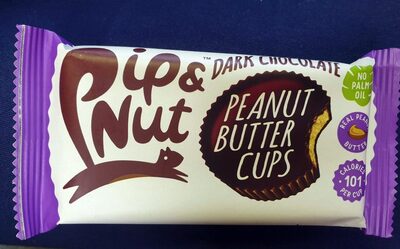 Pip &
Nut
™
DARK CHOCOLATE
PEANUT
BUTTER
CUPS
NO
PALM
OIL
REAL PEANUT
BUTTER
CALORIES
101
PER CUP